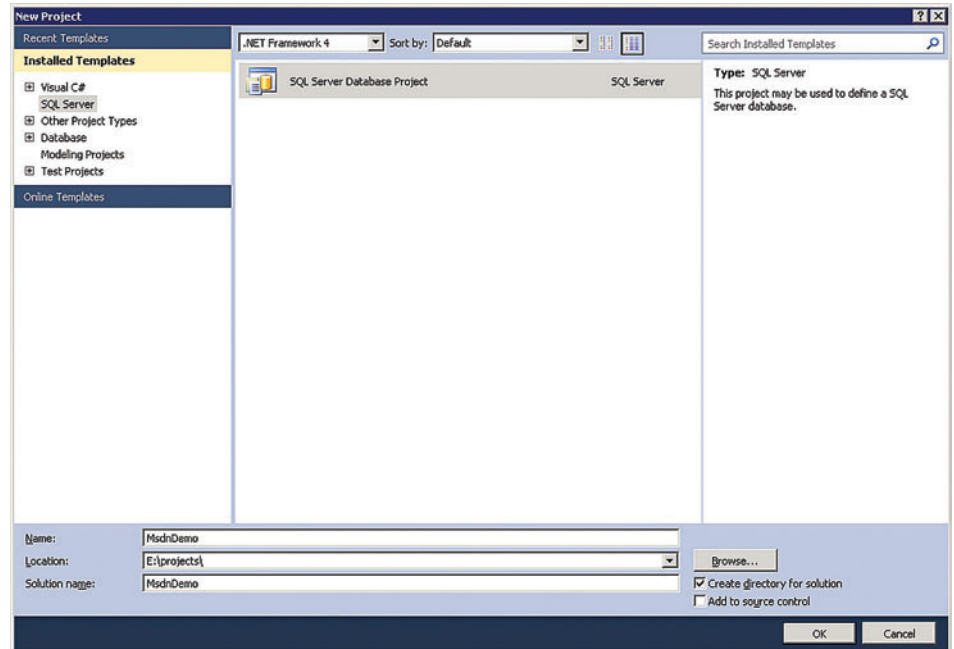 New Project
Recent Templates
Installed Templates
Visual C#
SQL Server
Other Project Types
Database
Modeling Projects
Test Projects
Online Templates
.NET Framework 4
Sort by: Default
SQL Server Database Project SQL Server
Search Installed Templates
Type: SQL Server
This project may be used to define a SQL
Server database.
Name: MsdnDemo
Location: E:\projects\
Browse...
Solution name: MsdnDemo
Create directory for solution
Add to source control
OK Cancel